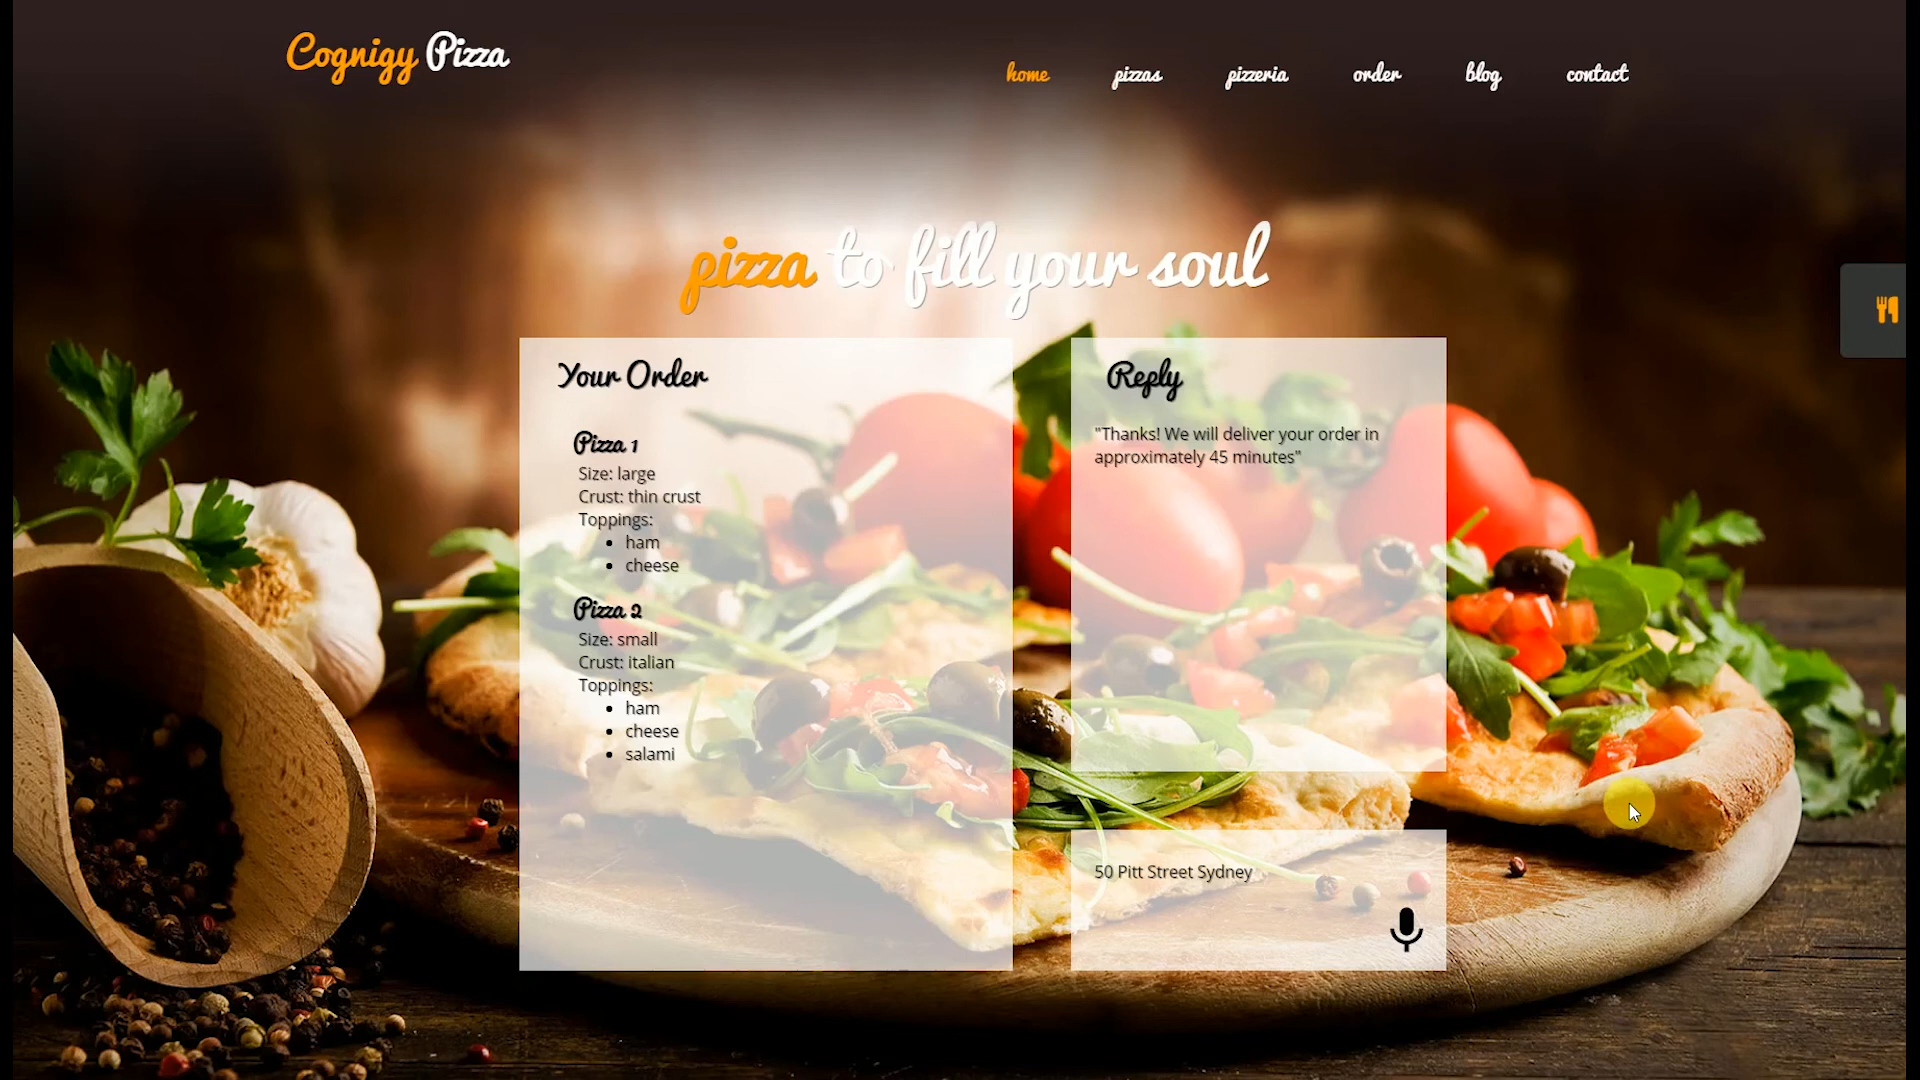 Cognigy Pizza
home pizzas pizzeria order blog contact
pizza to fill your soul
Your Order
Pizza 1
Size: large
Crust: thin crust
Toppings:
ham
cheese
Pizza 2
Size: small
Crust: italian
Toppings:
ham
cheese
salami
Reply
"Thanks! We will deliver your order in
approximately 45 minutes"
50 Pitt Street Sydney